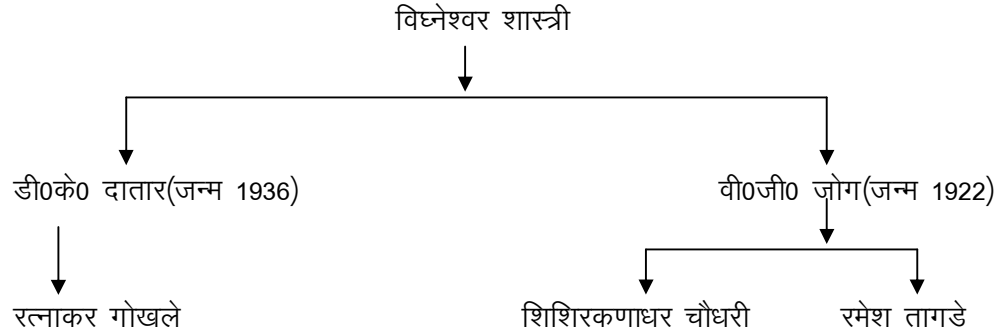 विघ्नेश्वर शास्त्री
डी0के0 दातार(जन्म 1936) वी0जी0 जोग(जन्म 1922)
रत्नाकर गोखले शिशिरकणाधर चौधरी रमेश तागडे